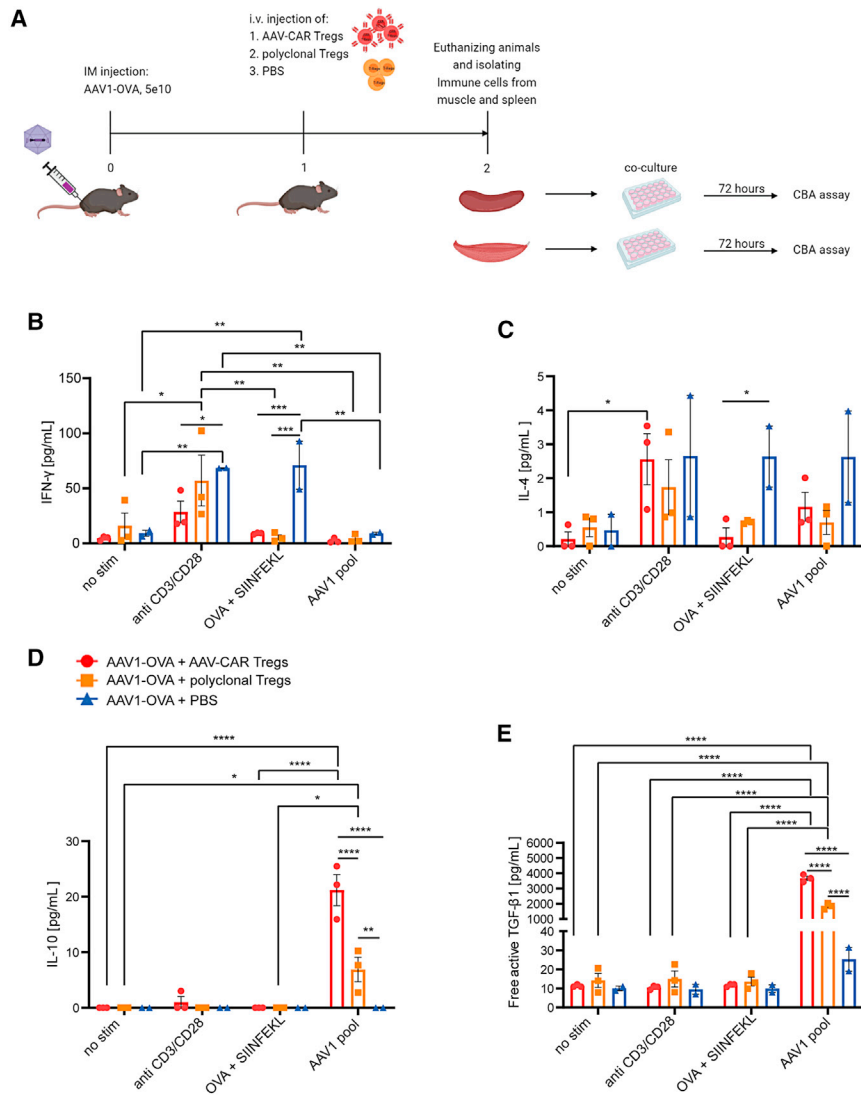 A
IM injection:
AAV1-OVA, 5e10
i.v. injection of:
1. AAV-CAR Tregs
2. polyclonal Tregs
3. PBS
Euthanizing animals
and isolating
Immune cells from
muscle and spleen
0
1
2
co-culture
72 hours
CBA assay
72 hours
CBA assay
B
IFN-γ [pg/mL]
150
100
50
0
**
**
**
*
**
*
***
**
**
***
no stim
anti CD3/CD28
OVA + SIINFEKL
AAV1 pool
C
IL-4 [pg/mL]
5
4
3
2
1
0
*
*
no stim
anti CD3/CD28
OVA + SIINFEKL
AAV1 pool
D
AAV1-OVA + AAV-CAR Tregs
AAV1-OVA + polyclonal Tregs
AAV1-OVA + PBS
IL-10 [pg/mL]
30
20
10
0
****
****
*
*
****
****
**
no stim
anti CD3/CD28
OVA + SIINFEKL
AAV1 pool
E
Free active TGF-β1 [pg/mL]
6000
5000
4000
3000
2000
1000
30
20
10
0
****
****
****
****
****
****
****
****
****
no stim
anti CD3/CD28
OVA + SIINFEKL
AAV1 pool